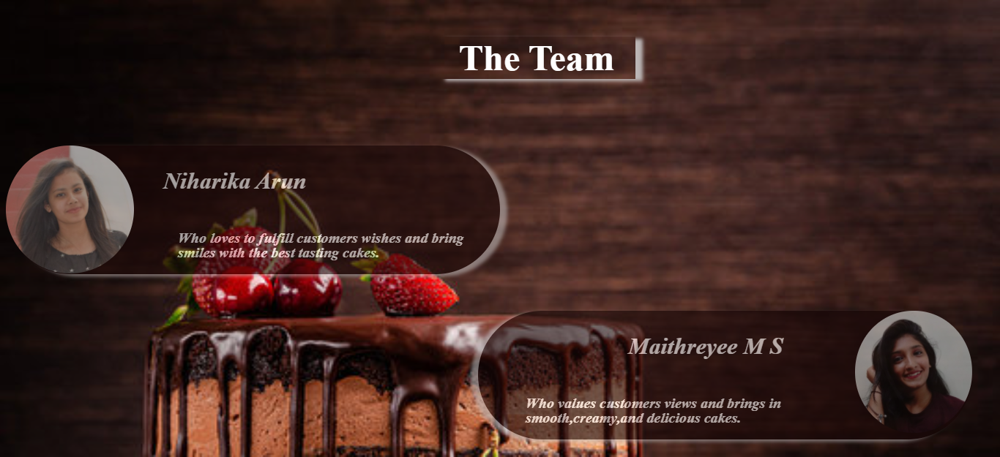 The Team
Niharika Arun
Who loves to fulfill customers wishes and bring
smiles with the best tasting cakes.
Maithreyee M S
Who values customers views and brings in
smooth,creamy,and delicious cakes.